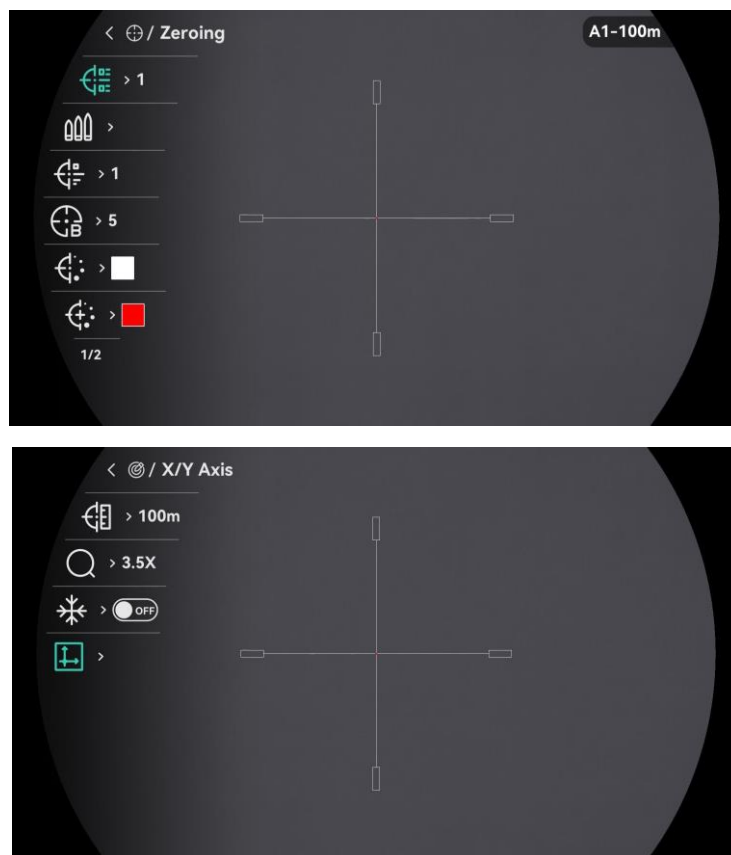 < / Zeroing
A1-100m
> 1
>
> 1
B > 5
>
>
1/2
< / X/Y Axis
> 100m
> 3.5X
> OFF
>